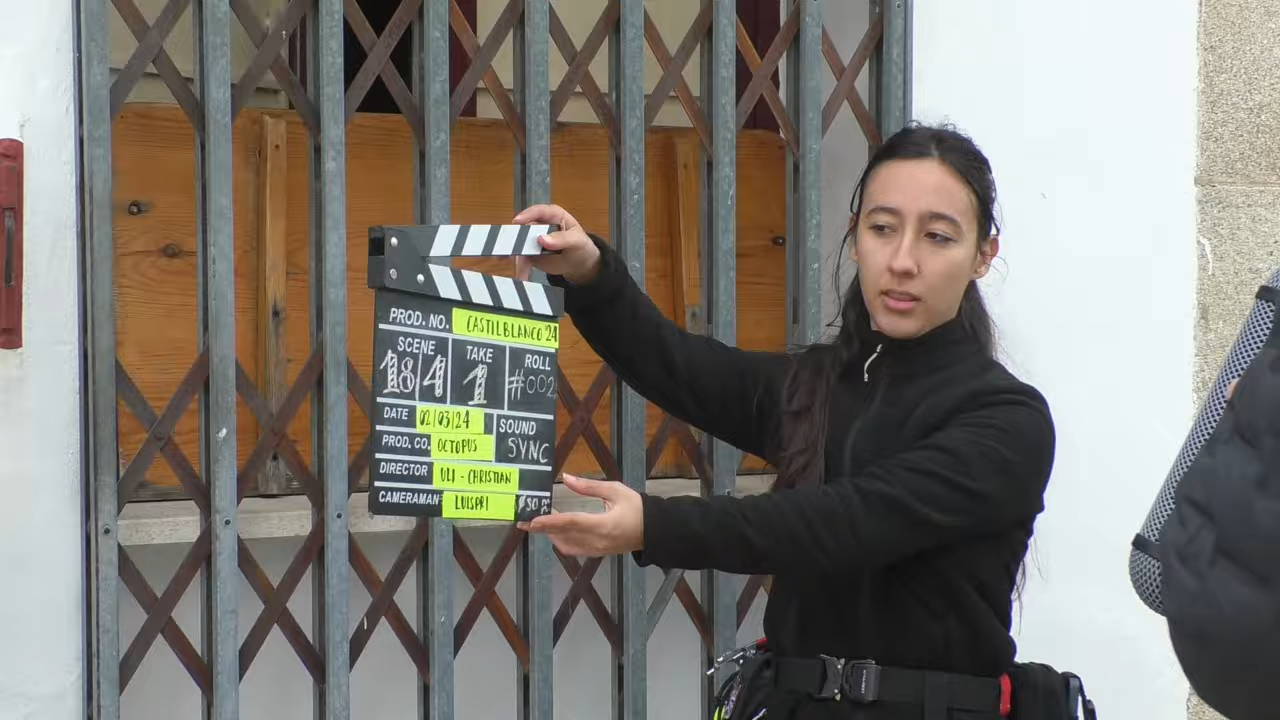 PROD. NO. CASTILBLANCO 24
SCENE TAKE ROLL
18/4 1 #002
DATE 02/03/24 SOUND
PROD. CO. OCTOPUS SYNC
DIRECTOR ULI - CHRISTIAN
CAMERAMAN LUISPRI